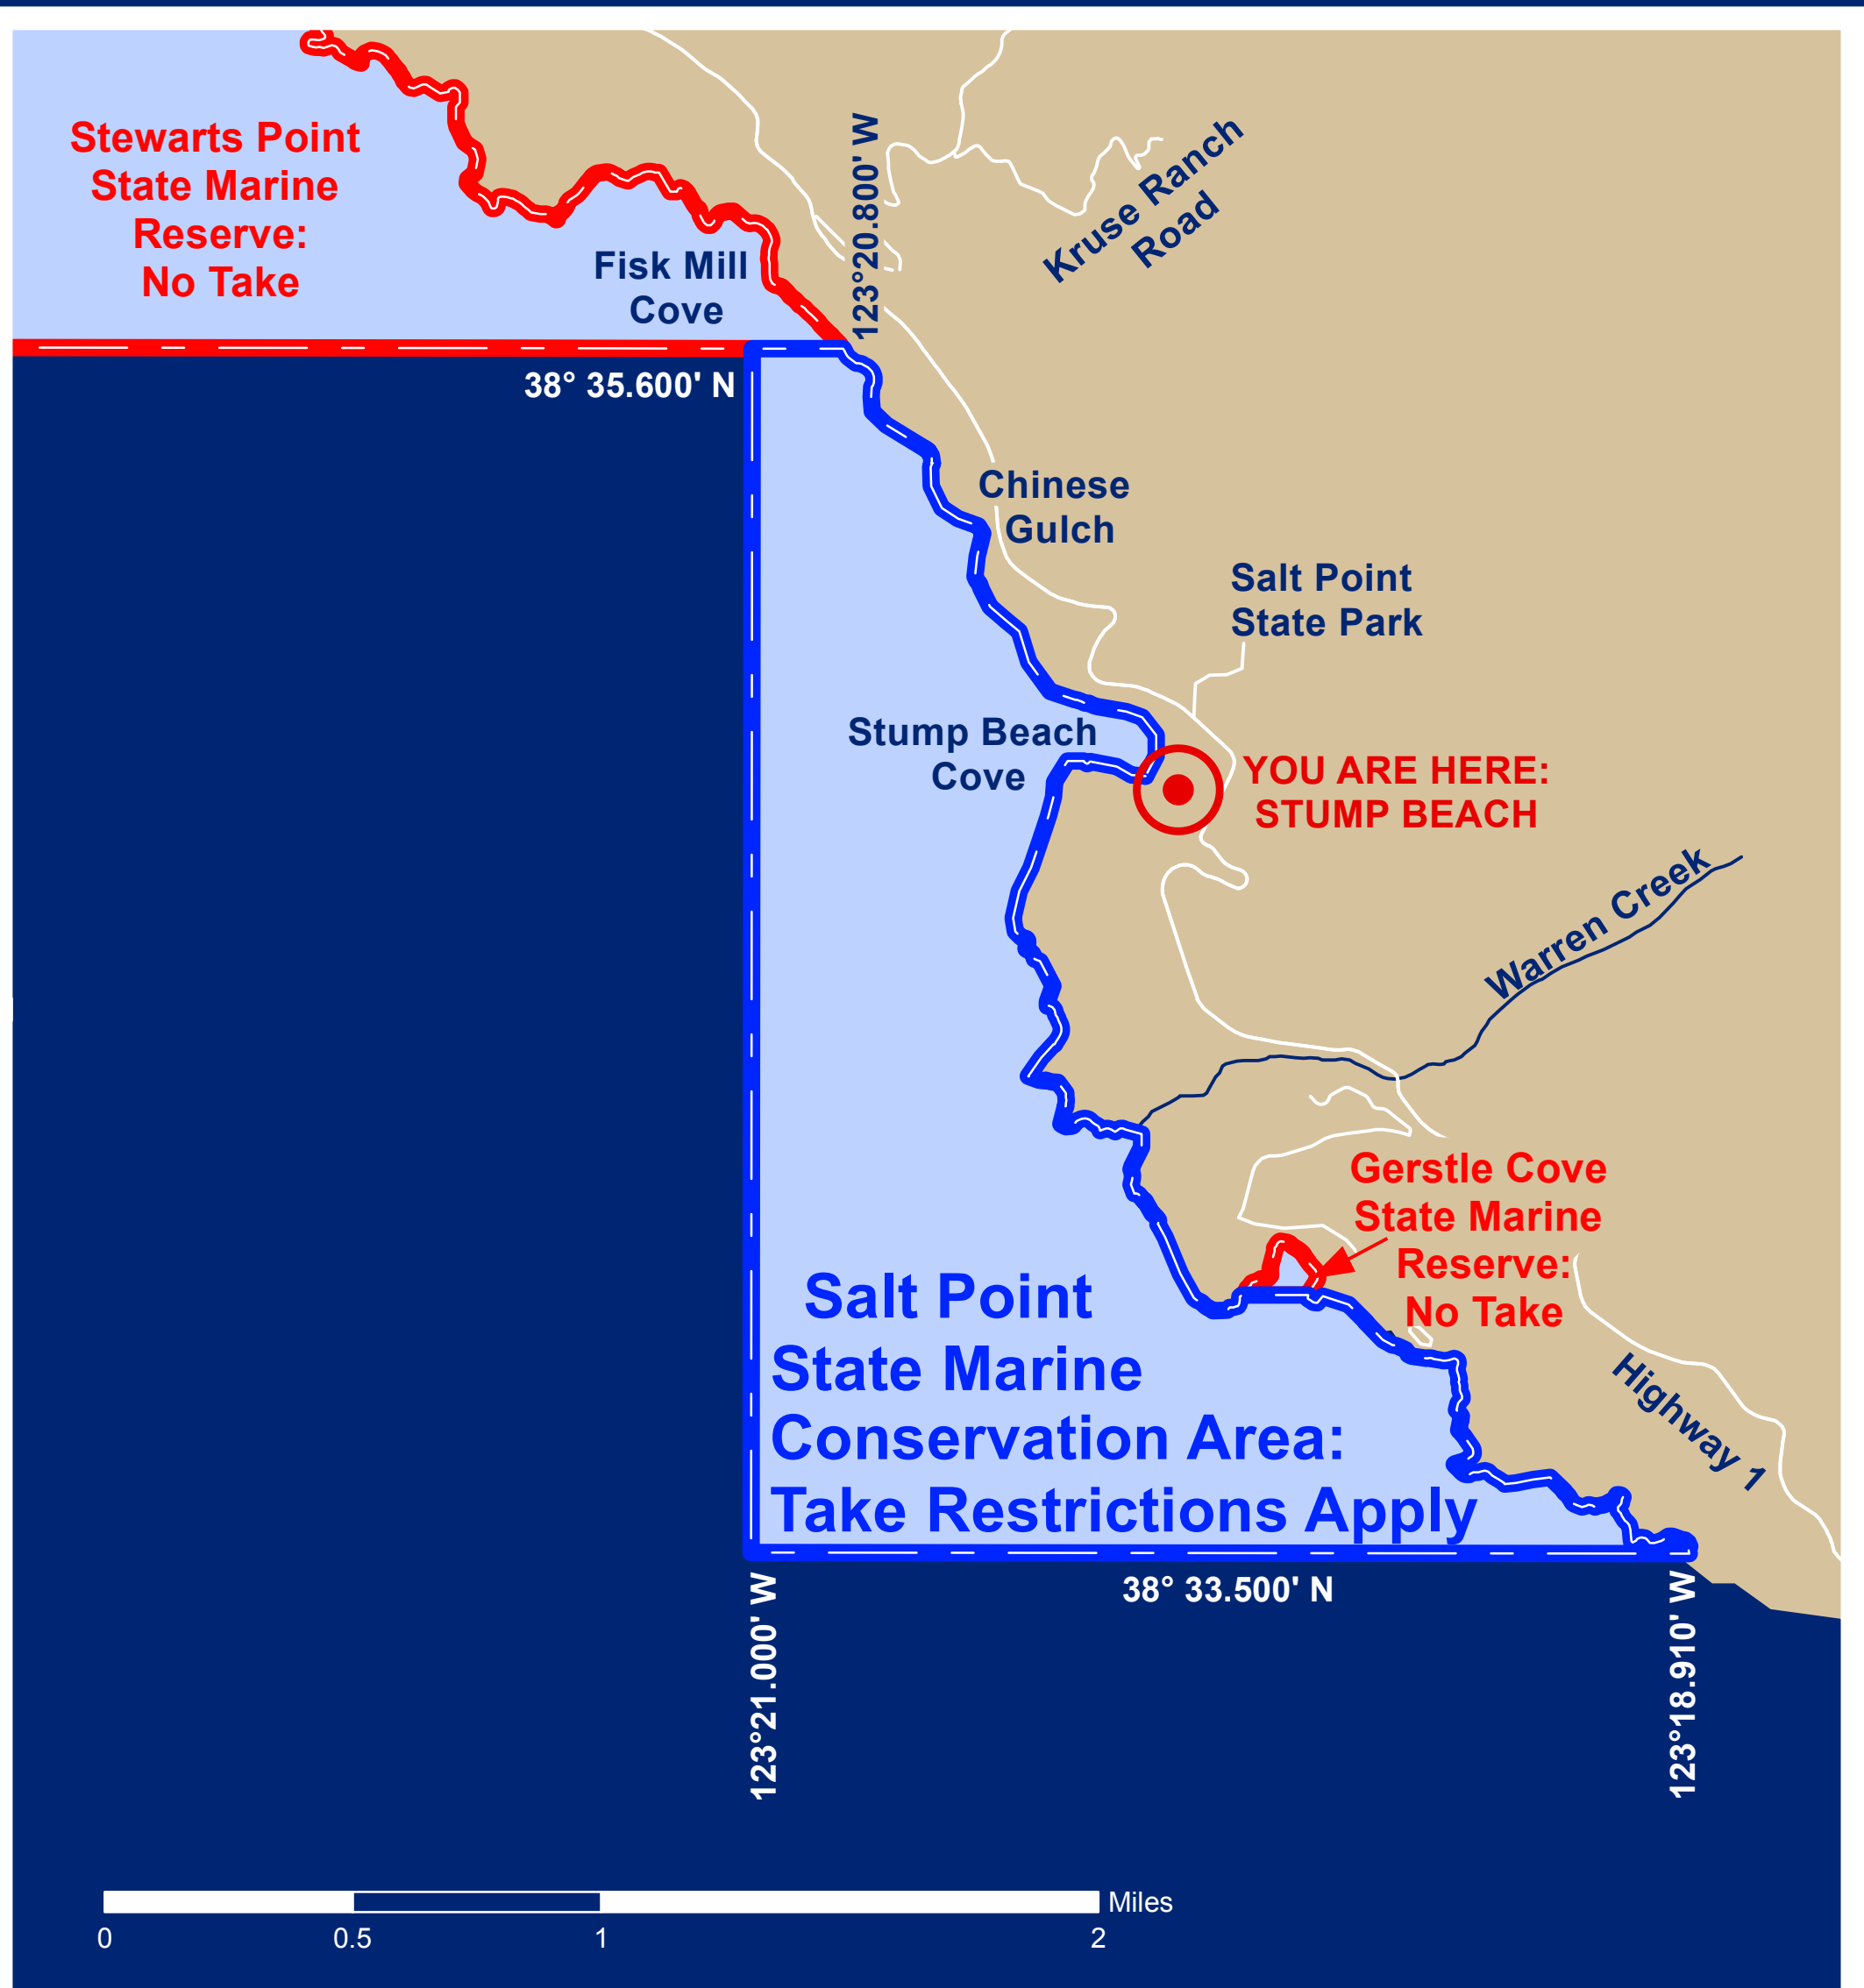 Stewarts Point
State Marine
Reserve:
No Take
Fisk Mill
Cove
123°20.800' W
Kruse Ranch
Road
38° 35.600' N
Chinese
Gulch
Salt Point
State Park
Stump Beach
Cove
YOU ARE HERE:
STUMP BEACH
Warren Creek
Gerstle Cove
State Marine
Reserve:
No Take
Salt Point
State Marine
Conservation Area:
Take Restrictions Apply
Highway 1
38° 33.500' N
123°21.000' W
123°18.910' W
Miles
0 0.5 1 2